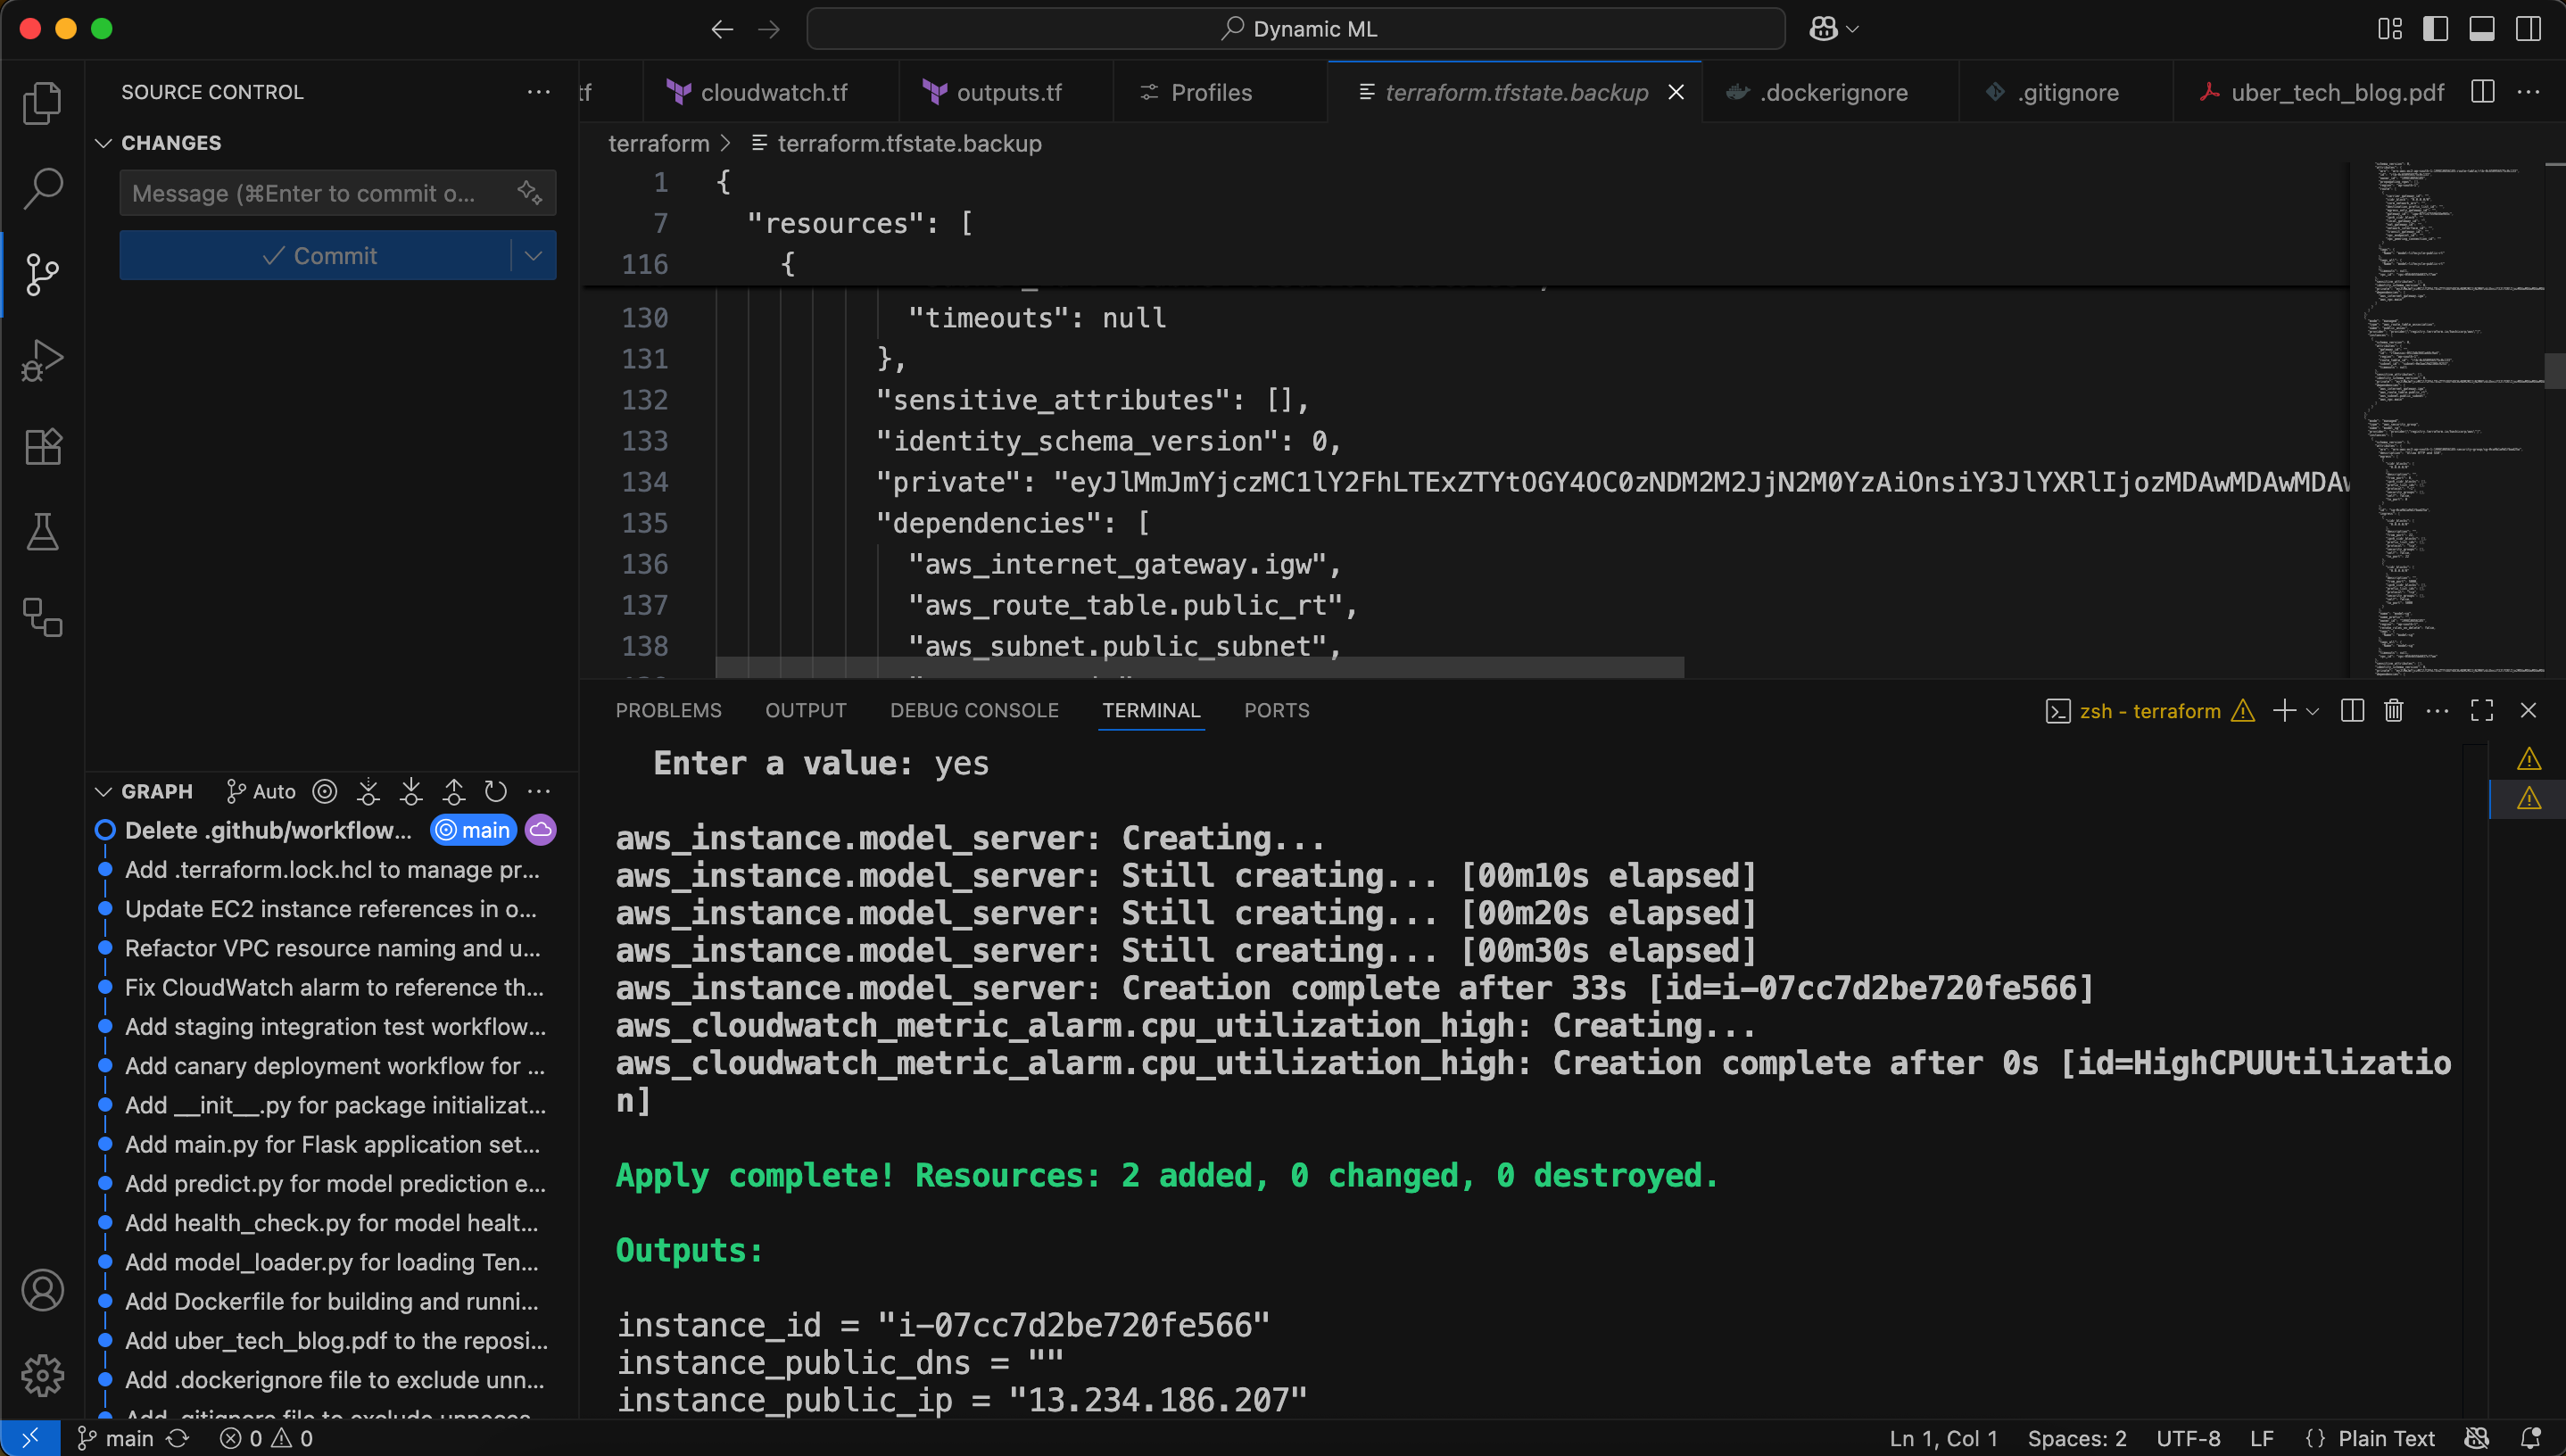 Dynamic ML
SOURCE CONTROL
CHANGES
Message (⌘Enter to commit o...
Commit
GRAPH
Auto
Delete .github/workflow...
main
Add .terraform.lock.hcl to manage pr...
Update EC2 instance references in o...
Refactor VPC resource naming and u...
Fix CloudWatch alarm to reference th...
Add staging integration test workflow...
Add canary deployment workflow for ...
Add __init__.py for package initializat...
Add main.py for Flask application set...
Add predict.py for model prediction e...
Add health_check.py for model healt...
Add model_loader.py for loading Ten...
Add Dockerfile for building and runni...
Add uber_tech_blog.pdf to the reposi...
Add .dockerignore file to exclude unn...
tf
cloudwatch.tf
outputs.tf
Profiles
terraform.tfstate.backup
.dockerignore
.gitignore
uber_tech_blog.pdf
terraform > terraform.tfstate.backup
1 {
7 "resources": [
116 {
130 "timeouts": null
131 },
132 "sensitive_attributes": [],
133 "identity_schema_version": 0,
134 "private": "eyJlMmJmYjczMC1lY2FhLTExZTYtOGY4OC0zNDM2M2JjN2M0YzAiOnsiY3JlYXRlIjozMDAwMDAwMDAw
135 "dependencies": [
136 "aws_internet_gateway.igw",
137 "aws_route_table.public_rt",
138 "aws_subnet.public_subnet",
PROBLEMS
OUTPUT
DEBUG CONSOLE
TERMINAL
PORTS
zsh - terraform
Enter a value: yes
aws_instance.model_server: Creating...
aws_instance.model_server: Still creating... [00m10s elapsed]
aws_instance.model_server: Still creating... [00m20s elapsed]
aws_instance.model_server: Still creating... [00m30s elapsed]
aws_instance.model_server: Creation complete after 33s [id=i-07cc7d2be720fe566]
aws_cloudwatch_metric_alarm.cpu_utilization_high: Creating...
aws_cloudwatch_metric_alarm.cpu_utilization_high: Creation complete after 0s [id=HighCPUUtilizatio
n]
Apply complete! Resources: 2 added, 0 changed, 0 destroyed.
Outputs:
instance_id = "i-07cc7d2be720fe566"
instance_public_dns = ""
instance_public_ip = "13.234.186.207"
main
0
0
Ln 1, Col 1
Spaces: 2
UTF-8
LF
{} Plain Text